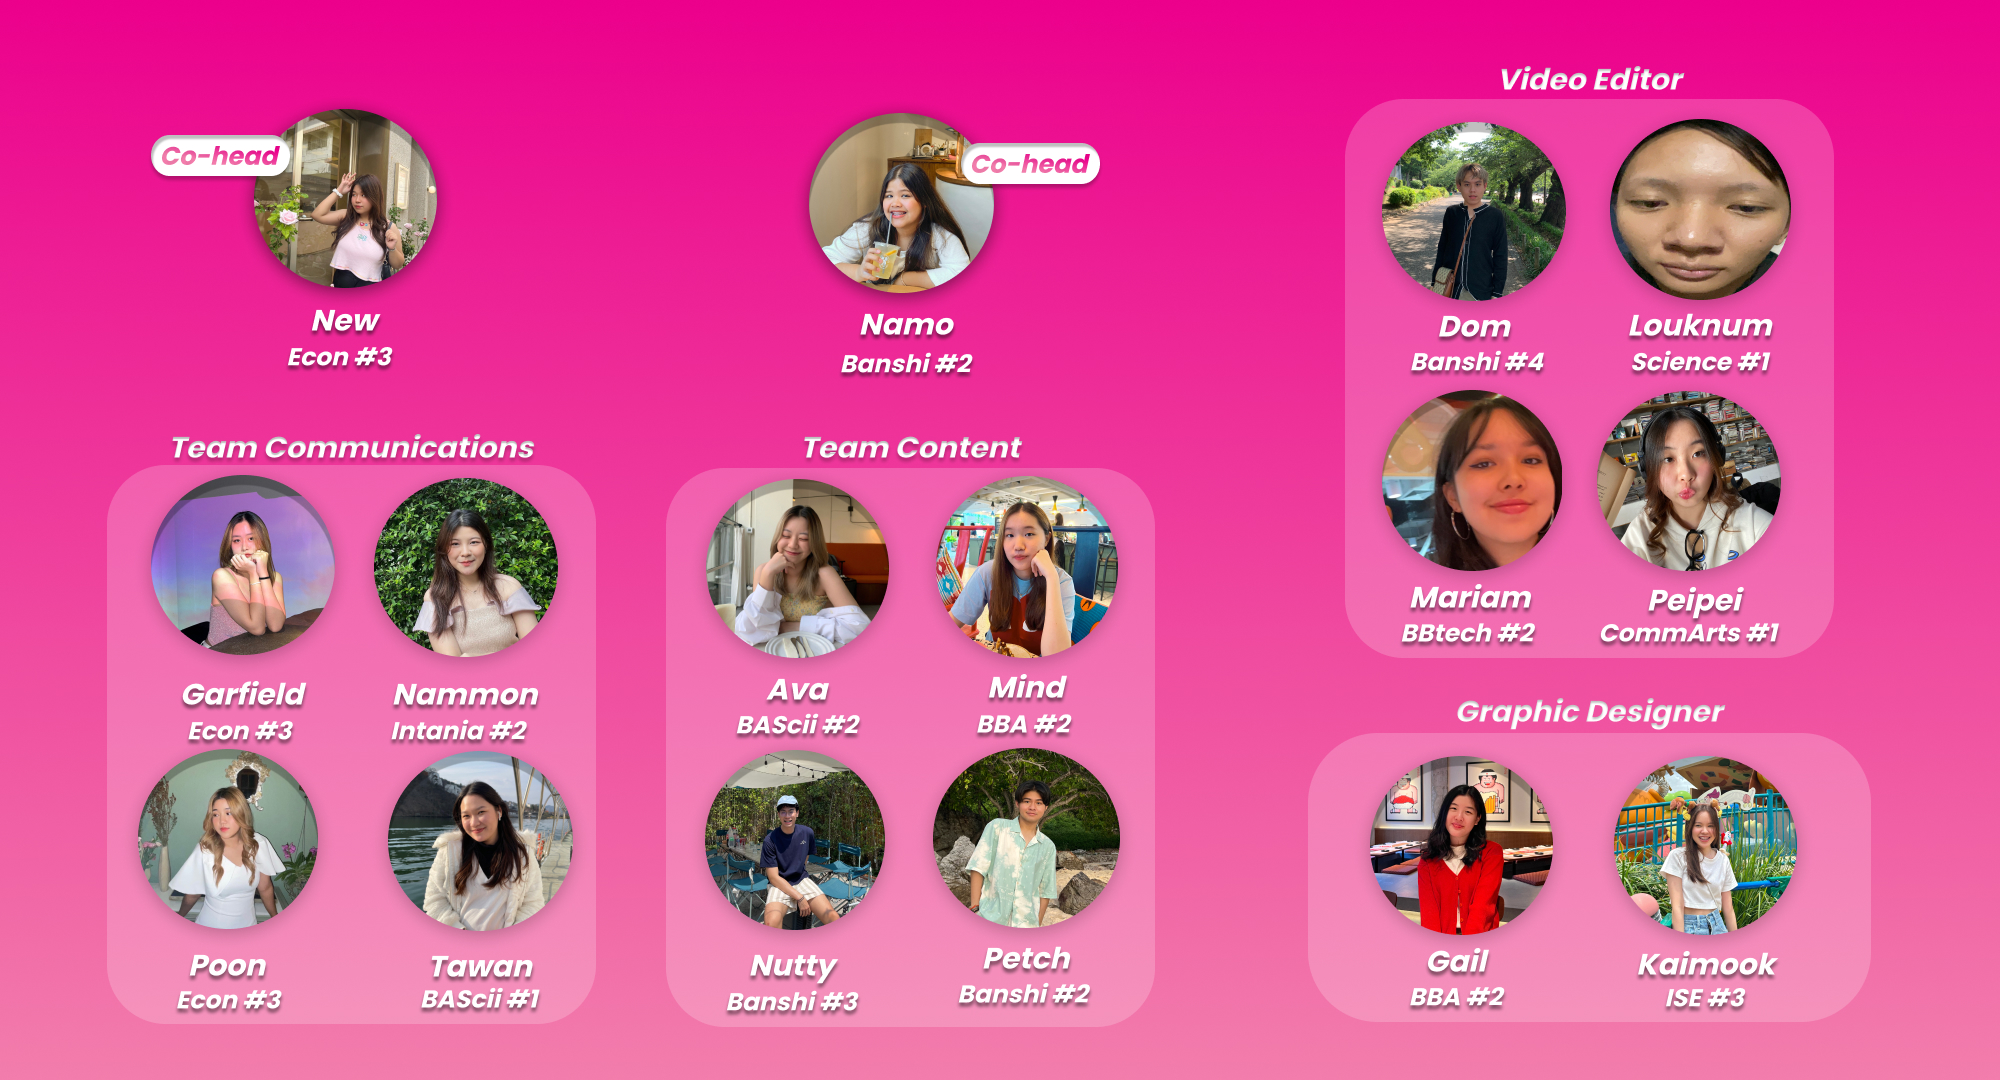 Co-head
New
Econ #3
Co-head
Namo
Banshi #2
Team Communications
Garfield
Econ #3
Nammon
Intania #2
Poon
Econ #3
Tawan
BAScii #1
Team Content
Ava
BAScii #2
Mind
BBA #2
Nutty
Banshi #3
Petch
Banshi #2
Video Editor
Dom
Banshi #4
Louknum
Science #1
Mariam
BBtech #2
Peipei
CommArts #1
Graphic Designer
Gail
BBA #2
Kaimook
ISE #3